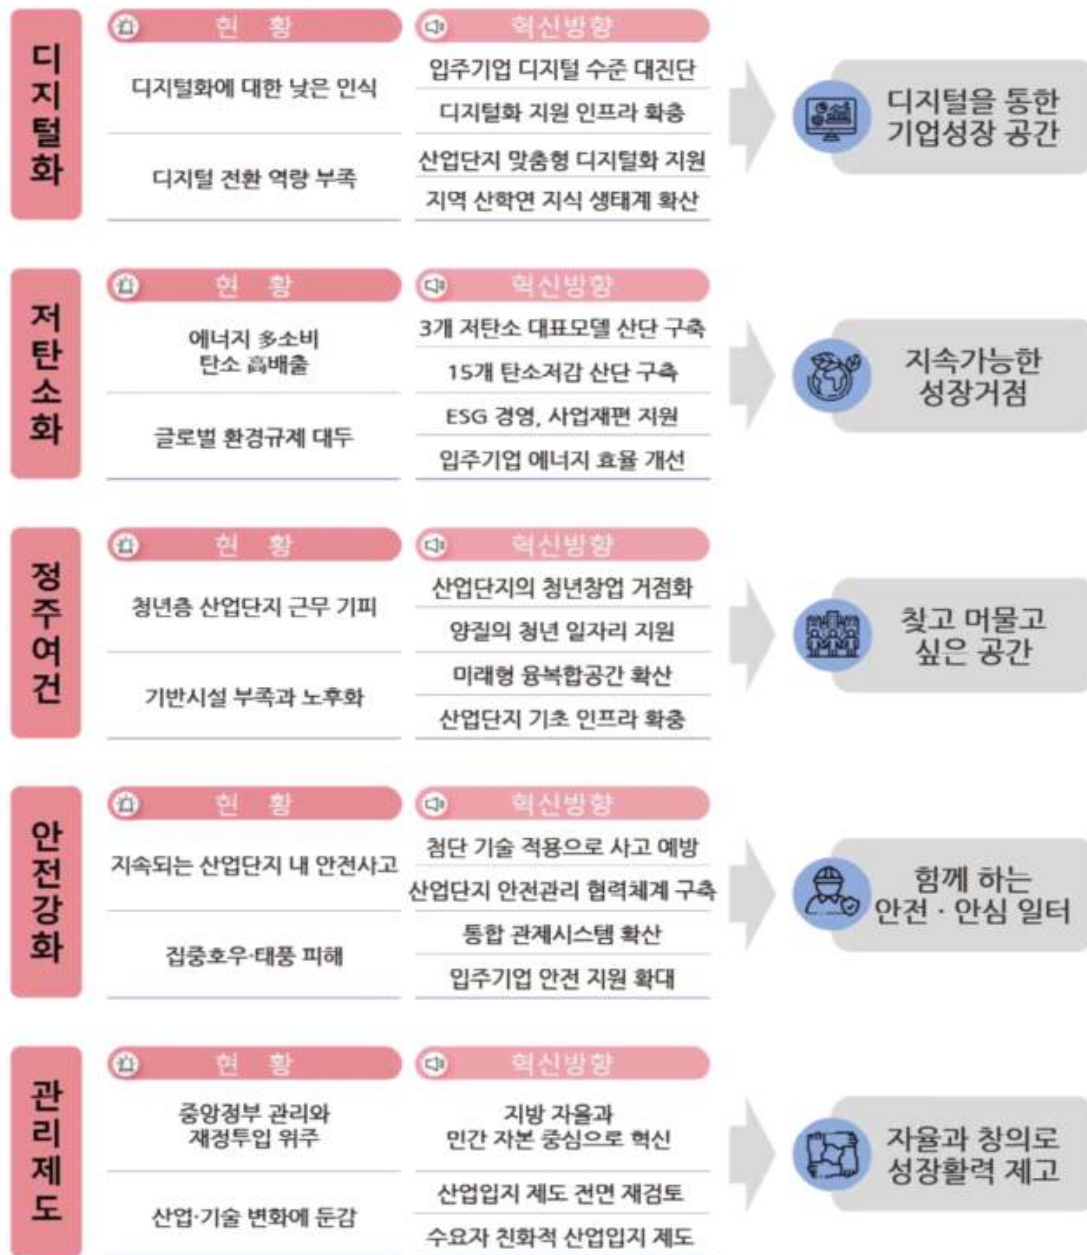 디지털화
현 황
혁신방향
디지털화에 대한 낮은 인식
디지털 전환 역량 부족
입주기업 디지털 수준 대진단
디지털화 지원 인프라 확충
산업단지 맞춤형 디지털화 지원
지역 산학연 지식 생태계 확산
디지털을 통한
기업성장 공간
저탄소화
현 황
혁신방향
에너지 多소비
탄소 高배출
글로벌 환경규제 대두
3개 저탄소 대표모델 산단 구축
15개 탄소저감 산단 구축
ESG 경영, 사업재편 지원
입주기업 에너지 효율 개선
지속가능한
성장거점
정주여건
현 황
혁신방향
청년층 산업단지 근무 기피
기반시설 부족과 노후화
산업단지의 청년창업 거점화
양질의 청년 일자리 지원
미래형 융복합공간 확산
산업단지 기초 인프라 확충
찾고 머물고
싶은 공간
안전강화
현 황
혁신방향
지속되는 산업단지 내 안전사고
집중호우·태풍 피해
첨단 기술 적용으로 사고 예방
산업단지 안전관리 협력체계 구축
통합 관제시스템 확산
입주기업 안전 지원 확대
함께 하는
안전 · 안심 일터
관리제도
현 황
혁신방향
중앙정부 관리와
재정투입 위주
산업·기술 변화에 둔감
지방 자율과
민간 자본 중심으로 혁신
산업입지 제도 전면 재검토
수요자 친화적 산업입지 제도
자율과 창의로
성장활력 제고